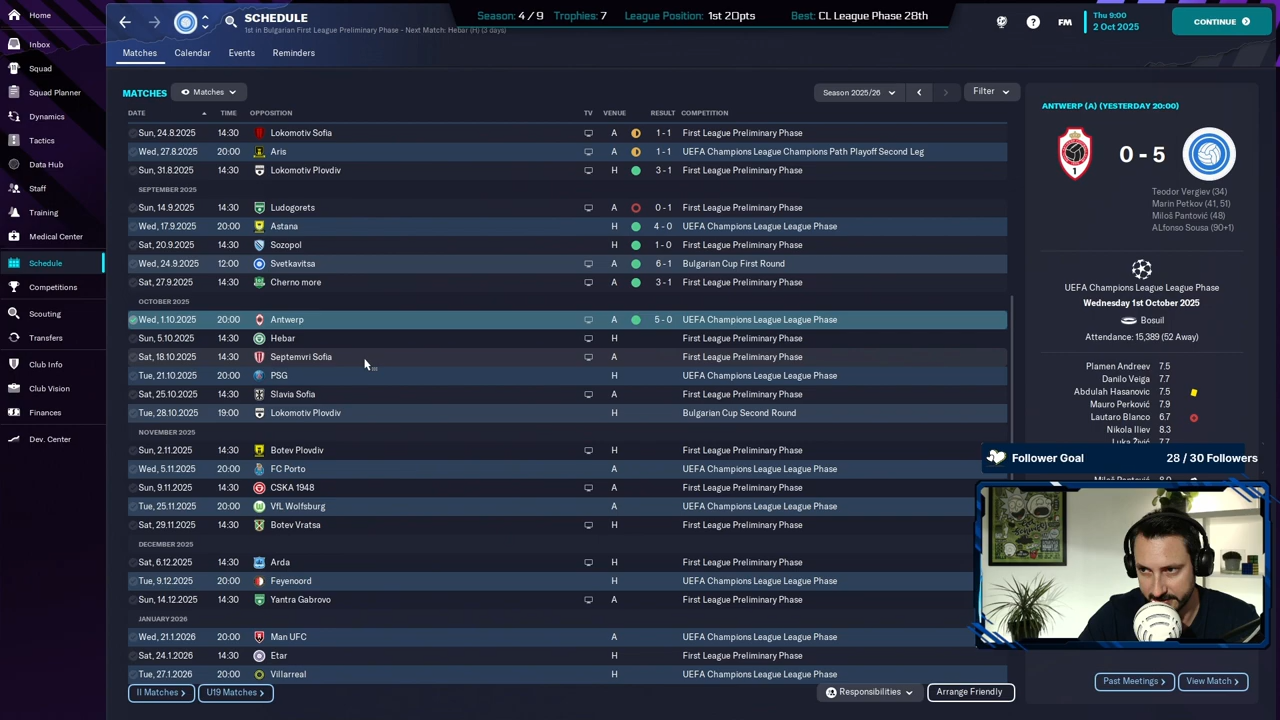 Season: 4 / 9 Trophies: 7 League Position: 1st 20pts Best: CL League Phase 28th
SCHEDULE
1st in Bulgarian First League Preliminary Phase - Next Match: Hebar (H) (3 days)
FM
Thu 9:00
2 Oct 2025
CONTINUE
Matches Calendar Events Reminders
Home
Inbox
Squad
Squad Planner
Dynamics
Tactics
Data Hub
Staff
Training
Medical Center
Schedule
Competitions
Scouting
Transfers
Club Info
Club Vision
Finances
Dev. Center
MATCHES Matches Season 2025/26 Filter
DATE TIME OPPOSITION TV VENUE RESULT COMPETITION
Sun, 24.8.2025 14:30 Lokomotiv Sofia A 1 - 1 First League Preliminary Phase
Wed, 27.8.2025 20:00 Aris A 1 - 1 UEFA Champions League Champions Path Playoff Second Leg
Sun, 31.8.2025 14:30 Lokomotiv Plovdiv H 3 - 1 First League Preliminary Phase
SEPTEMBER 2025
Sun, 14.9.2025 14:30 Ludogorets A 0 - 1 First League Preliminary Phase
Wed, 17.9.2025 20:00 Astana H 4 - 0 UEFA Champions League League Phase
Sat, 20.9.2025 14:30 Sozopol H 1 - 0 First League Preliminary Phase
Wed, 24.9.2025 12:00 Svetkavitsa A 6 - 1 Bulgarian Cup First Round
Sat, 27.9.2025 14:30 Cherno more A 3 - 1 First League Preliminary Phase
OCTOBER 2025
Wed, 1.10.2025 20:00 Antwerp A 5 - 0 UEFA Champions League League Phase
Sun, 5.10.2025 14:30 Hebar H First League Preliminary Phase
Sat, 18.10.2025 14:30 Septemvri Sofia A First League Preliminary Phase
Tue, 21.10.2025 20:00 PSG H UEFA Champions League League Phase
Sat, 25.10.2025 14:30 Slavia Sofia A First League Preliminary Phase
Tue, 28.10.2025 19:00 Lokomotiv Plovdiv H Bulgarian Cup Second Round
NOVEMBER 2025
Sun, 2.11.2025 14:30 Botev Plovdiv H First League Preliminary Phase
Wed, 5.11.2025 20:00 FC Porto A UEFA Champions League League Phase
Sun, 9.11.2025 14:30 CSKA 1948 A First League Preliminary Phase
Tue, 25.11.2025 20:00 VfL Wolfsburg A UEFA Champions League League Phase
Sat, 29.11.2025 14:30 Botev Vratsa H First League Preliminary Phase
DECEMBER 2025
Sat, 6.12.2025 14:30 Arda H First League Preliminary Phase
Tue, 9.12.2025 20:00 Feyenoord H UEFA Champions League League Phase
Sun, 14.12.2025 14:30 Yantra Gabrovo A First League Preliminary Phase
JANUARY 2026
Wed, 21.1.2026 20:00 Man UFC A UEFA Champions League League Phase
Sat, 24.1.2026 14:30 Etar H First League Preliminary Phase
Tue, 27.1.2026 20:00 Villarreal H UEFA Champions League League Phase
II Matches U19 Matches Responsibilities Arrange Friendly
ANTWERP (A) (YESTERDAY 20:00)
0 - 5
Teodor Vergiev (34)
Marin Petkov (41, 51)
Miloš Pantović (48)
ALfonso Sousa (90+1)
UEFA Champions League League Phase
Wednesday 1st October 2025
Bosuil
Attendance: 15,389 (52 Away)
Plamen Andreev 7.5
Danilo Veiga 7.7
Abdulah Hasanovic 7.5
Mauro Perković 7.9
Lautaro Blanco 6.7
Nikola Iliev 8.3
Follower Goal 28 / 30 Followers
Past Meetings View Match